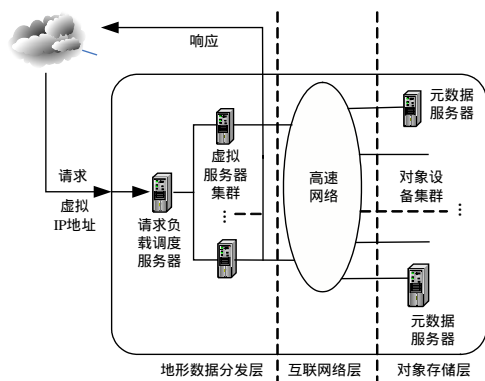 响应
请求
虚拟
IP地址
请求负
载调度
服务器
虚拟
服务器
集群
高速
网络
元数据
服务器
对象设
备集群
元数据
服务器
地形数据分发层
互联网络层
对象存储层